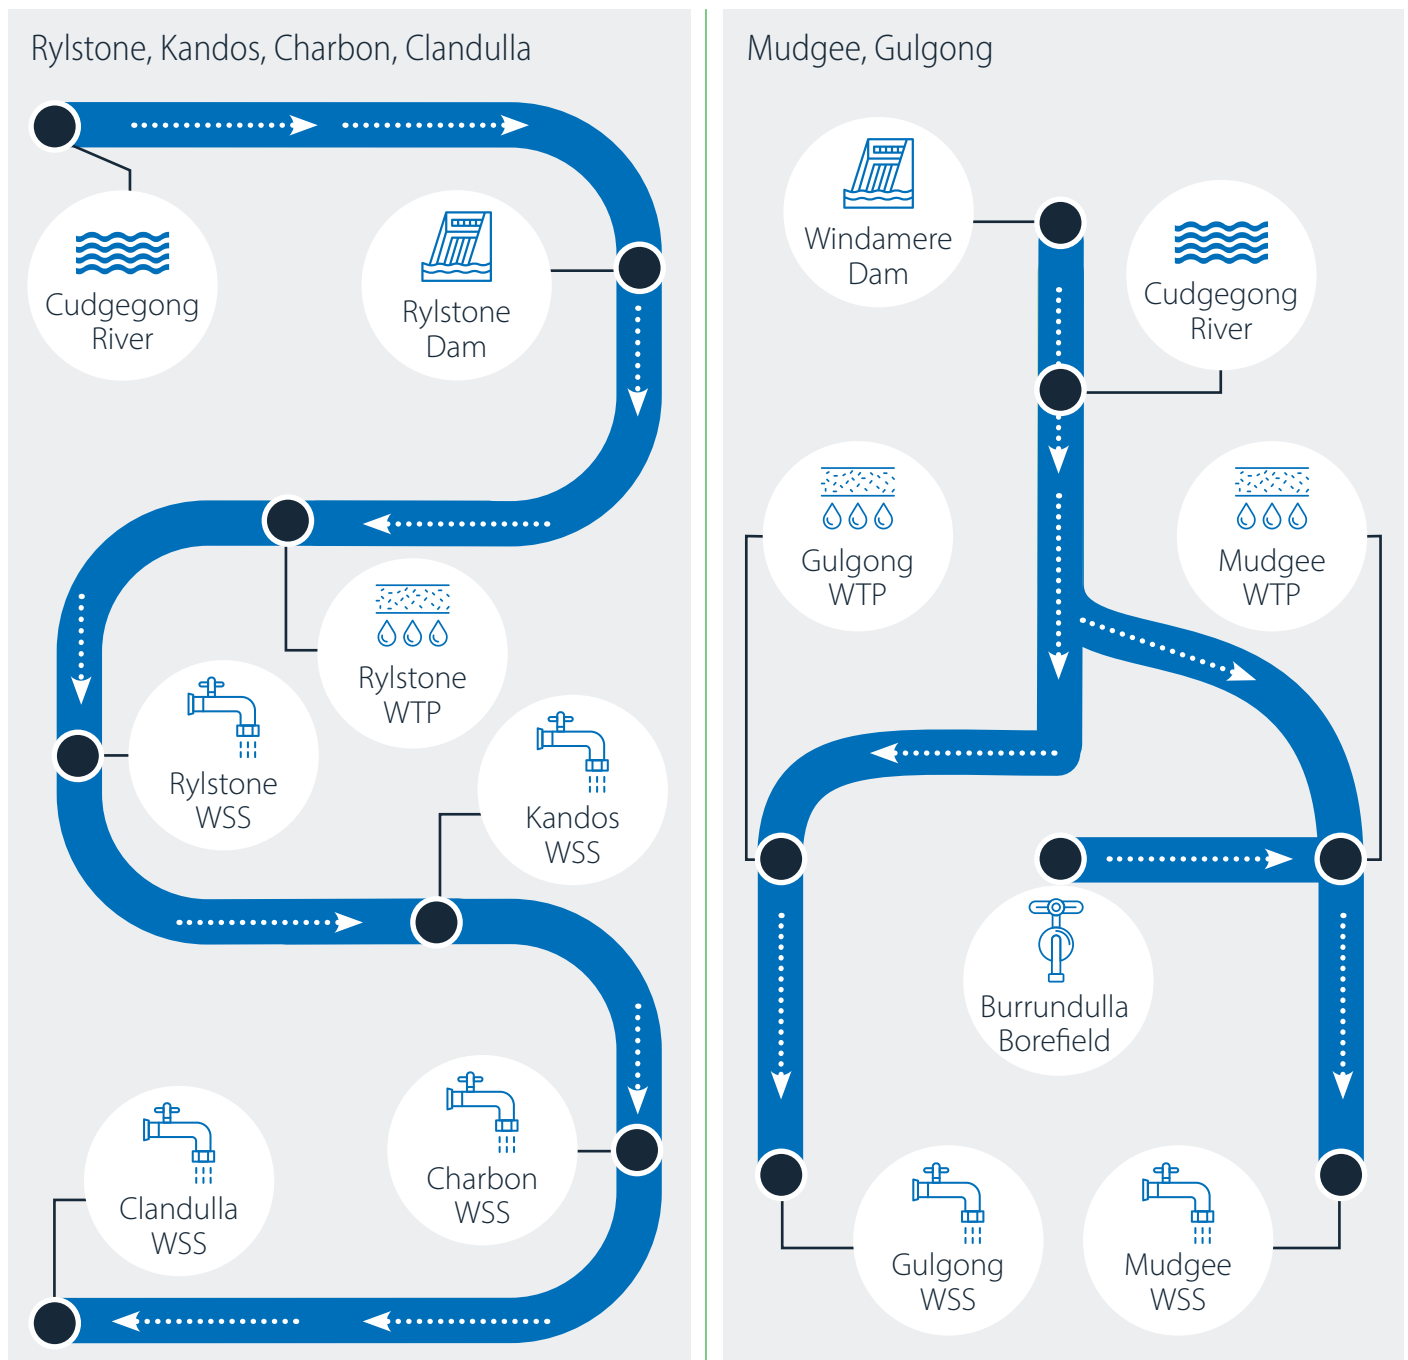 Rylstone, Kandos, Charbon, Clandulla
Cudgegong
River
Rylstone
Dam
Rylstone
WTP
Rylstone
WSS
Kandos
WSS
Charbon
WSS
Clandulla
WSS
Mudgee, Gulgong
Windamere
Dam
Cudgegong
River
Gulgong
WTP
Mudgee
WTP
Burrundulla
Borefield
Gulgong
WSS
Mudgee
WSS